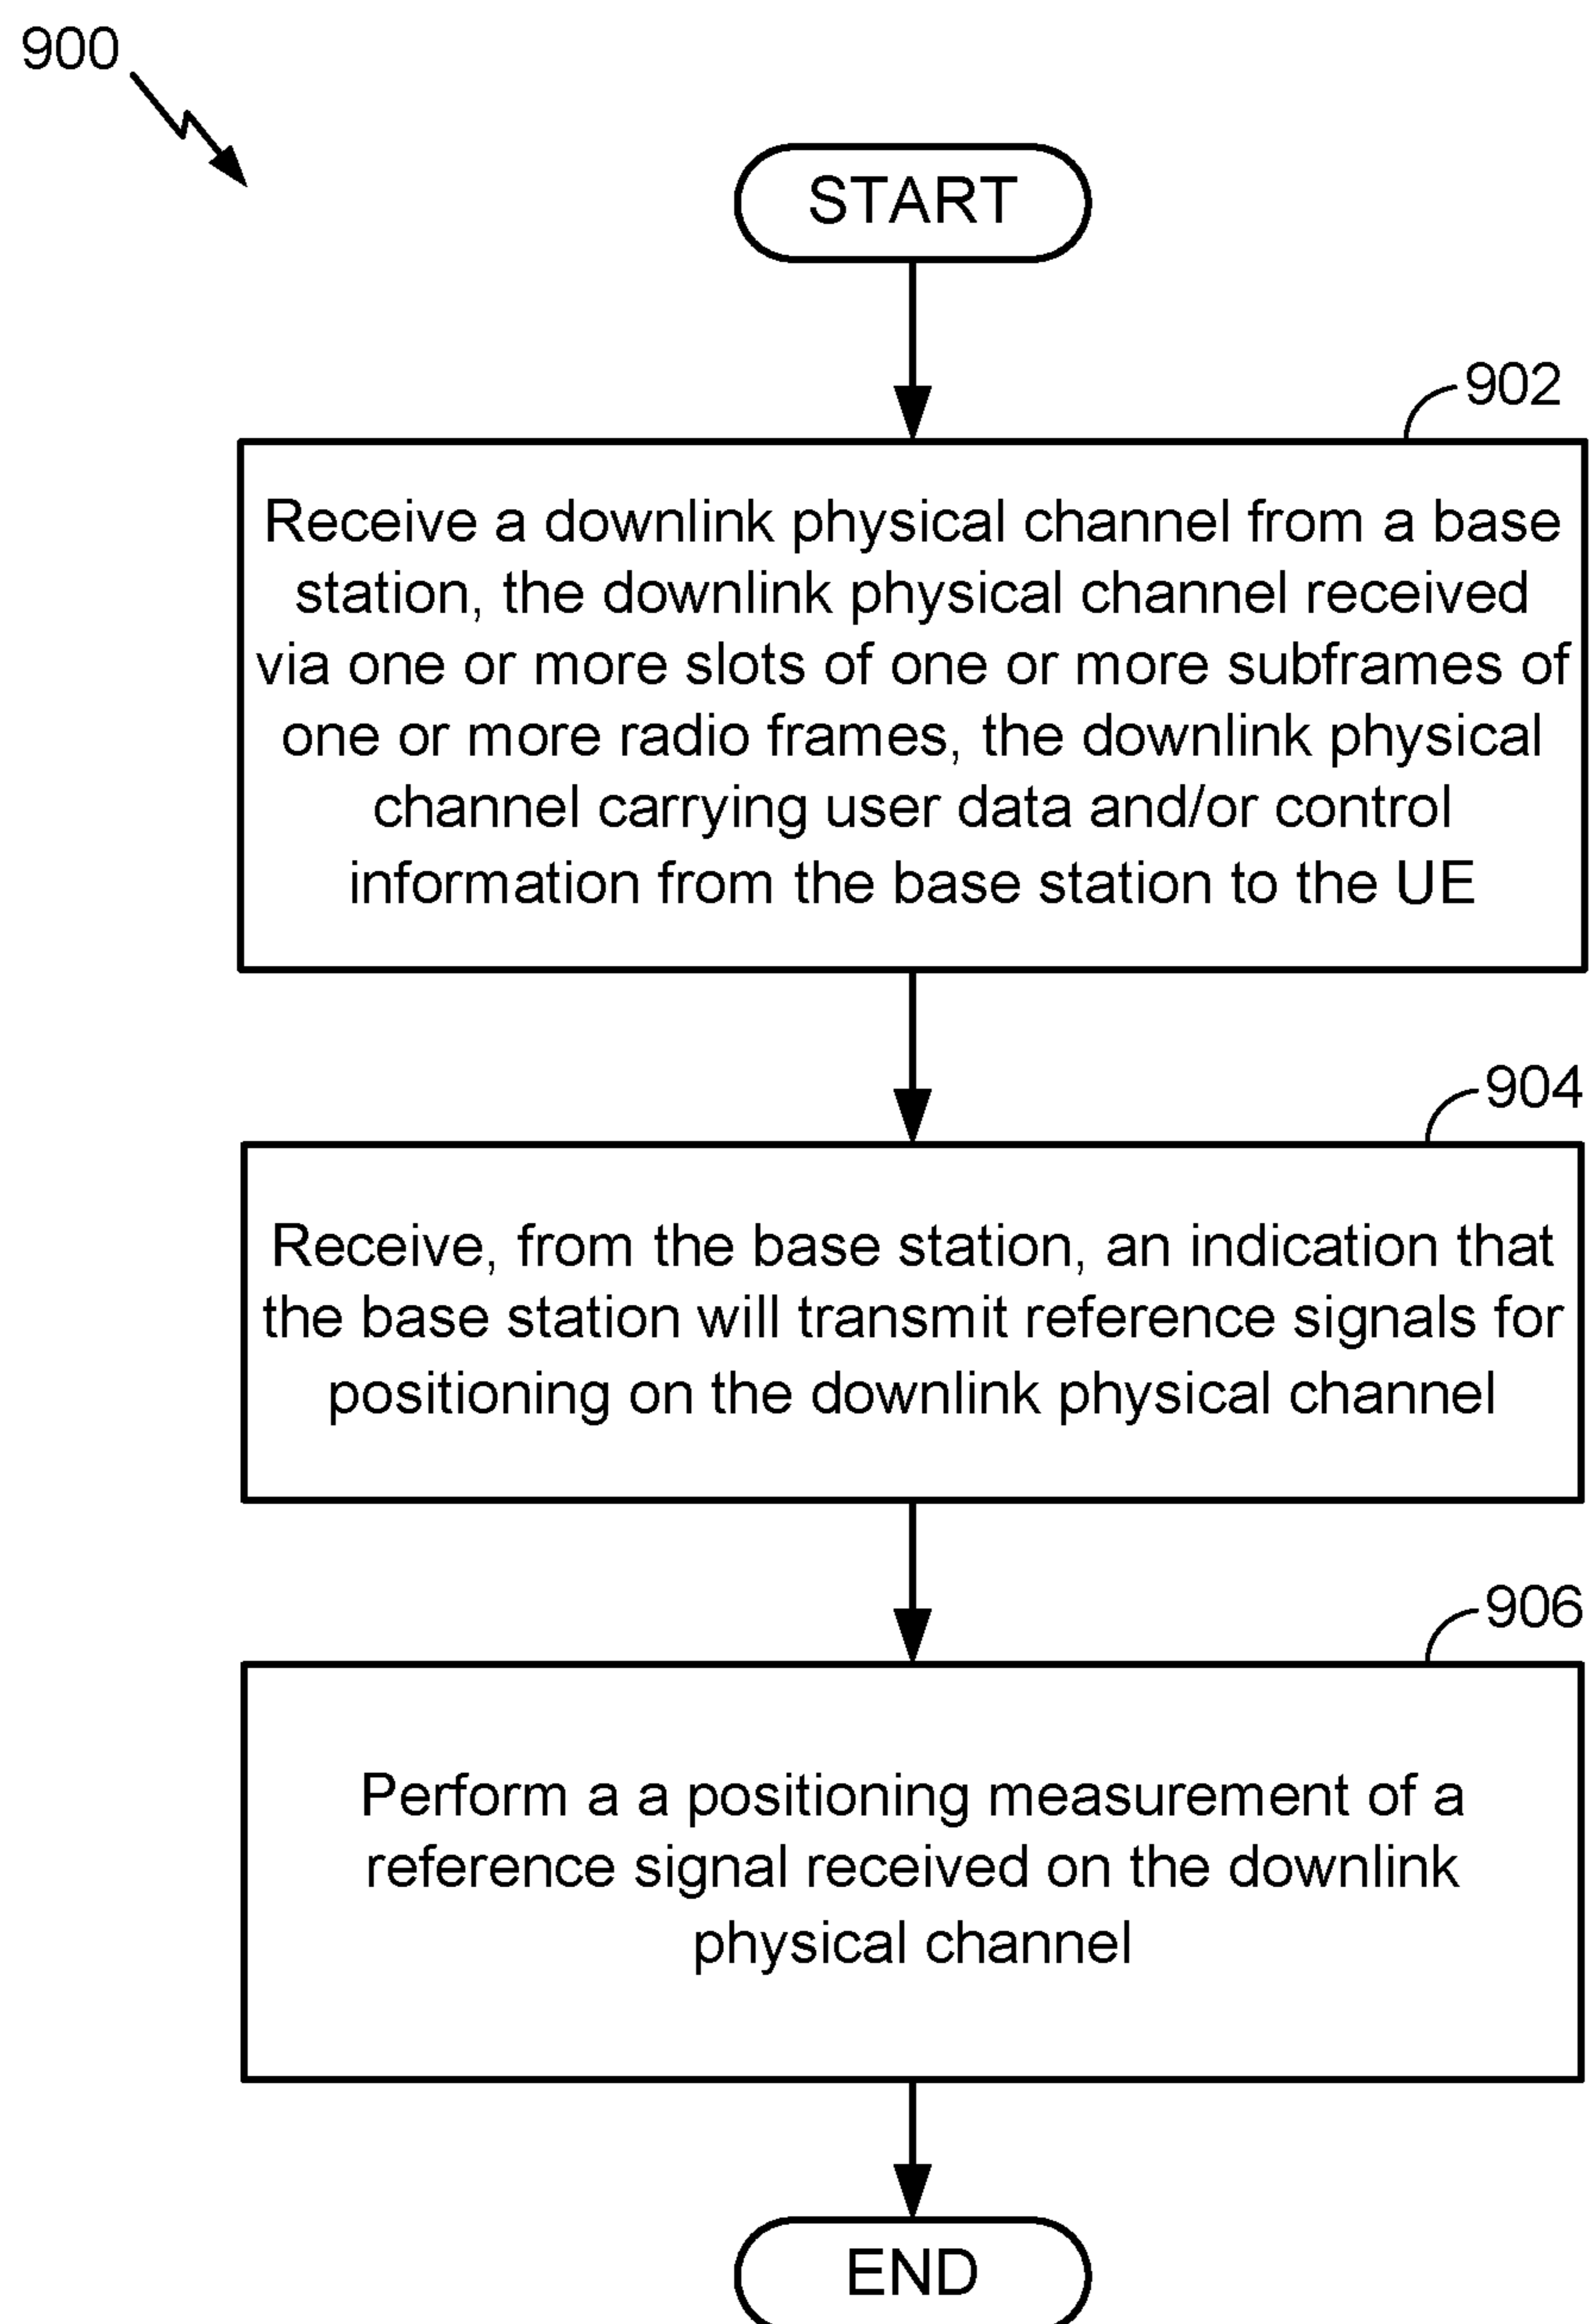 900
START
902
Receive a downlink physical channel from a base
station, the downlink physical channel received
via one or more slots of one or more subframes of
one or more radio frames, the downlink physical
channel carrying user data and/or control
information from the base station to the UE
904
Receive, from the base station, an indication that
the base station will transmit reference signals for
positioning on the downlink physical channel
906
Perform a a positioning measurement of a
reference signal received on the downlink
physical channel
END